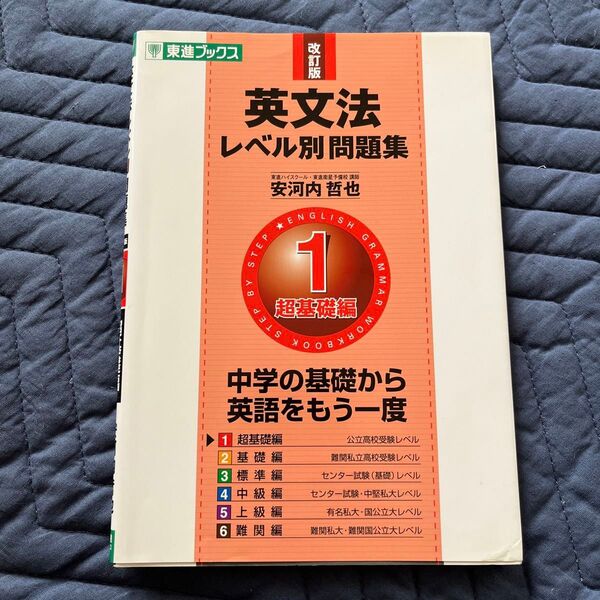 東進ブックス
改訂版
英文法
レベル別問題集
東進ハイスクール・東進衛星予備校 講師
安河内 哲也
STEP BY STEP ★ ENGLISH GRAMMAR WORKBOOK
1
超基礎編
中学の基礎から
英語をもう一度
▶ 1 超基礎編 公立高校受験レベル
2 基礎編 難関私立高校受験レベル
3 標準編 センター試験(基礎)レベル
4 中級編 センター試験・中堅私大レベル
5 上級編 有名私大・国公立大レベル
6 難関編 難関私大・難関国公立大レベル